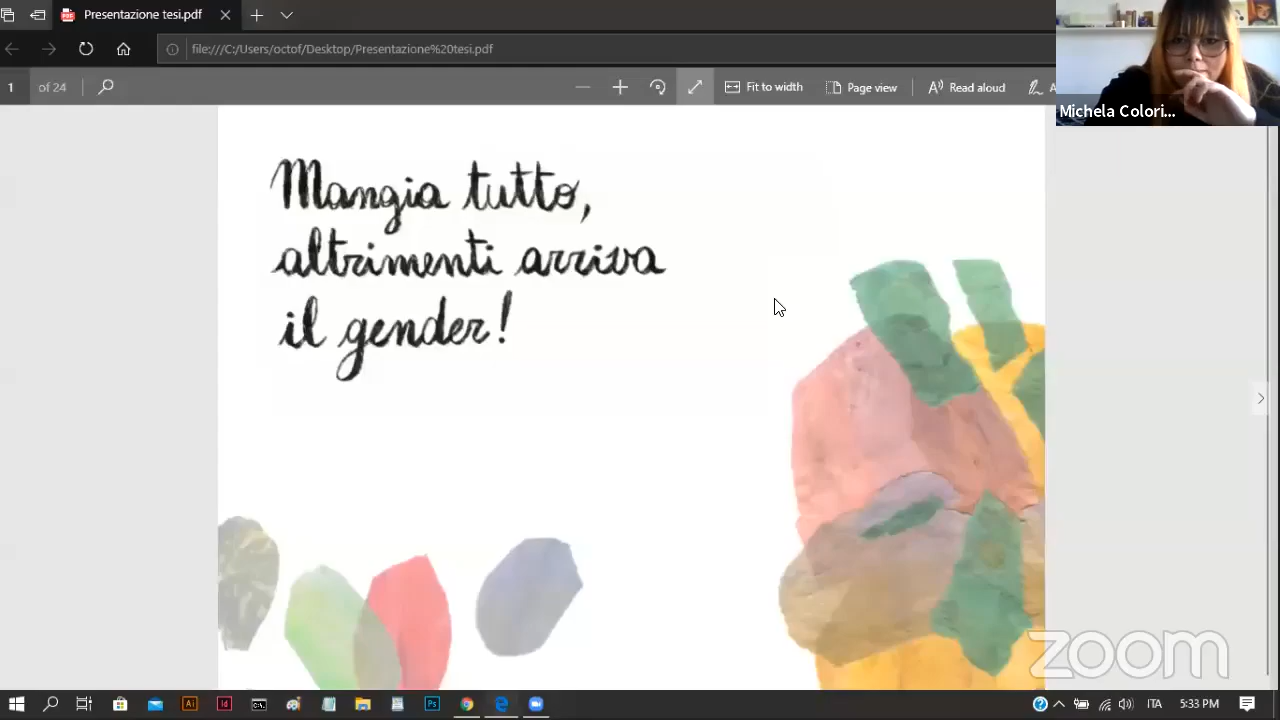 Presentazione tesi.pdf
file:///C:/Users/octof/Desktop/Presentazione%20tesi.pdf
1 of 24
Fit to width
Page view
Read aloud
Michela Colori...
Mangia tutto,
altrimenti arriva
il gender!
zoom
ITA
5:33 PM